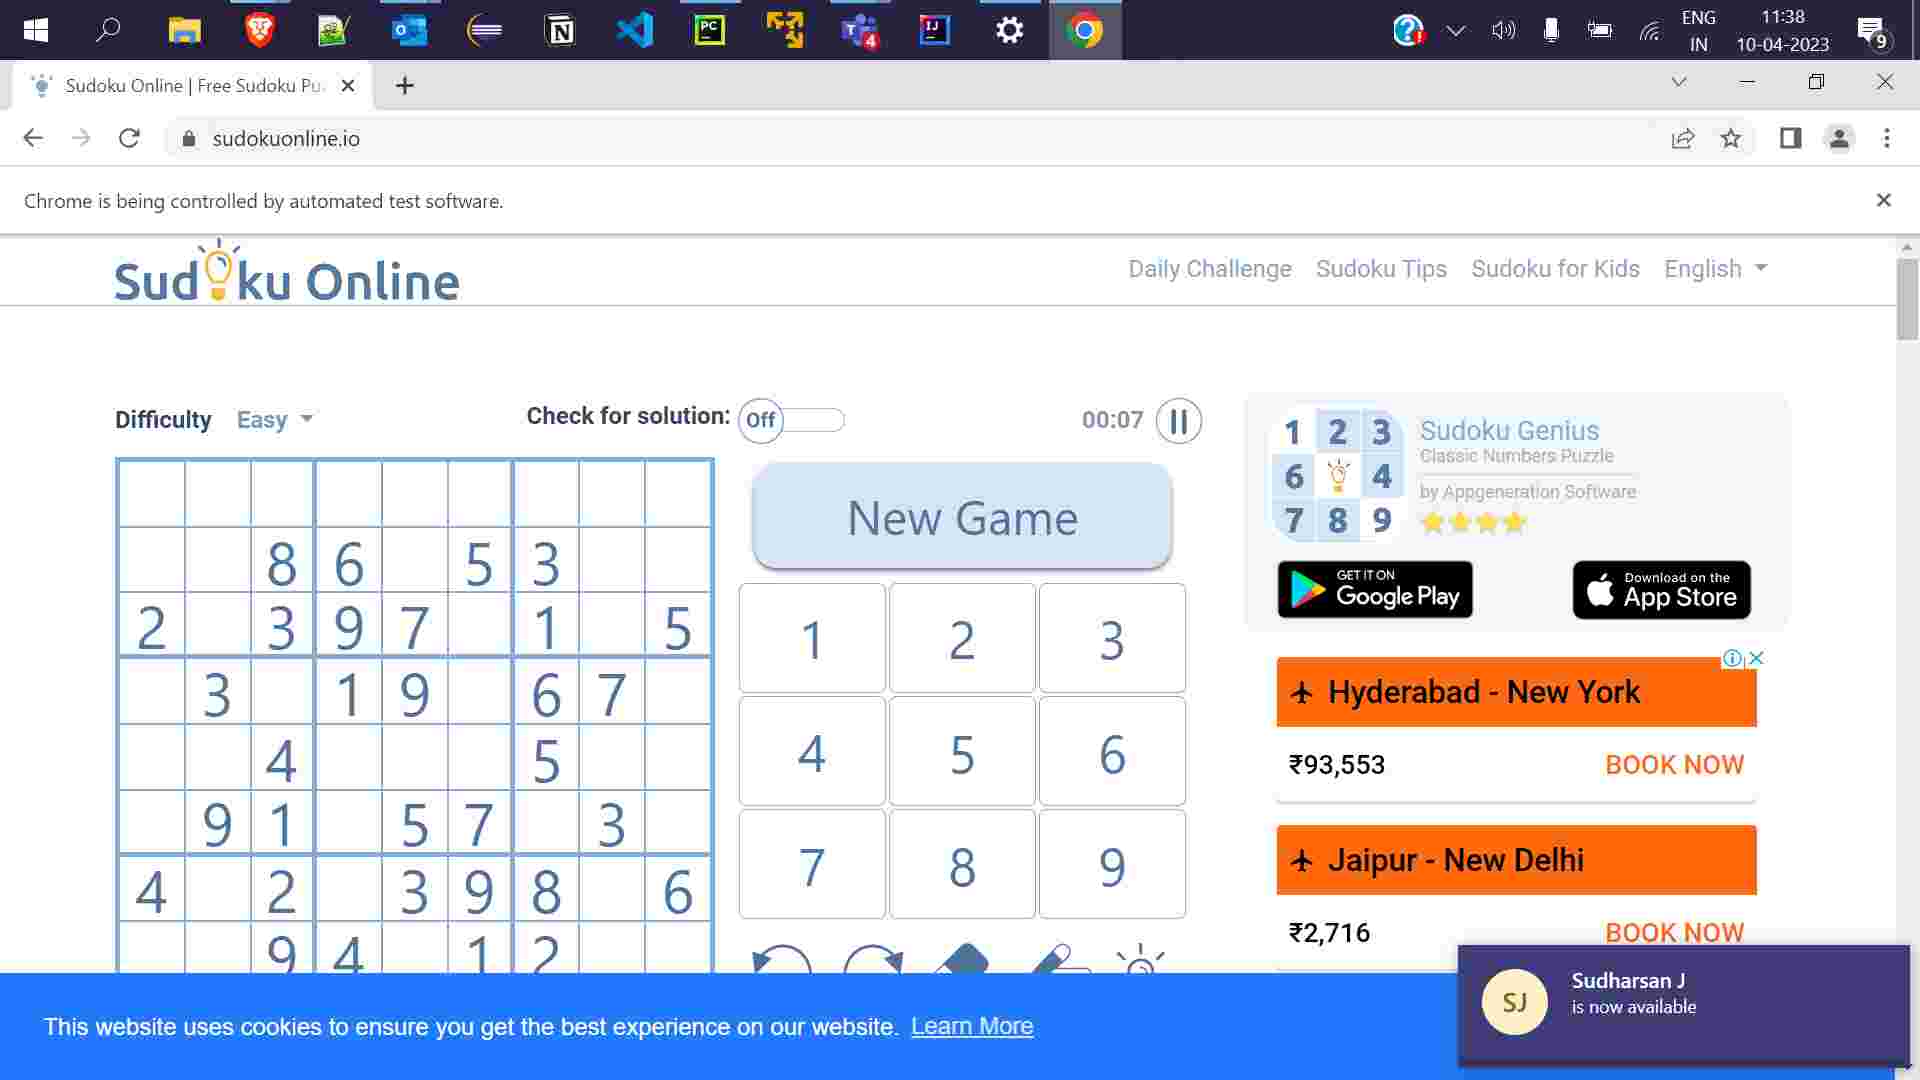 ENG 11:38
IN 10-04-2023 9
Sudoku Online | Free Sudoku Pu
sudokuonline.io
Chrome is being controlled by automated test software.
Sudoku Online
Daily Challenge Sudoku Tips Sudoku for Kids English
Difficulty Easy Check for solution: Off 00:07
New Game
8 6 5 3
2 3 9 7 1 5
3 1 9 6 7
4 5
9 1 5 7 3
4 2 3 9 8 6
9 4 1 2
1 2 3
4 5 6
7 8 9
1 2 3
6 4
7 8 9
Sudoku Genius
Classic Numbers Puzzle
by Appgeneration Software
GET IT ON
Google Play
Download on the
App Store
Hyderabad - New York
₹93,553 BOOK NOW
Jaipur - New Delhi
₹2,716 BOOK NOW
This website uses cookies to ensure you get the best experience on our website. Learn More
SJ
Sudharsan J
is now available
PC
IJ
4